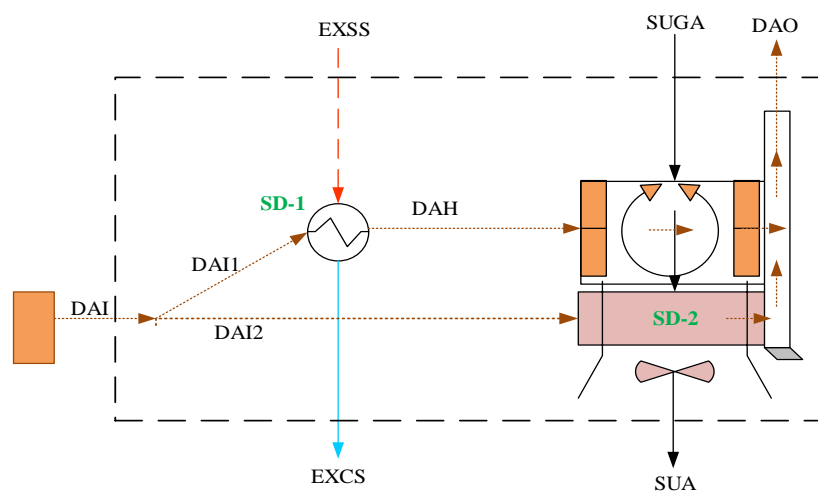 EXSS
SUGA
DAO
SD-1
DAH
DAI1
DAI
DAI2
SD-2
EXCS
SUA